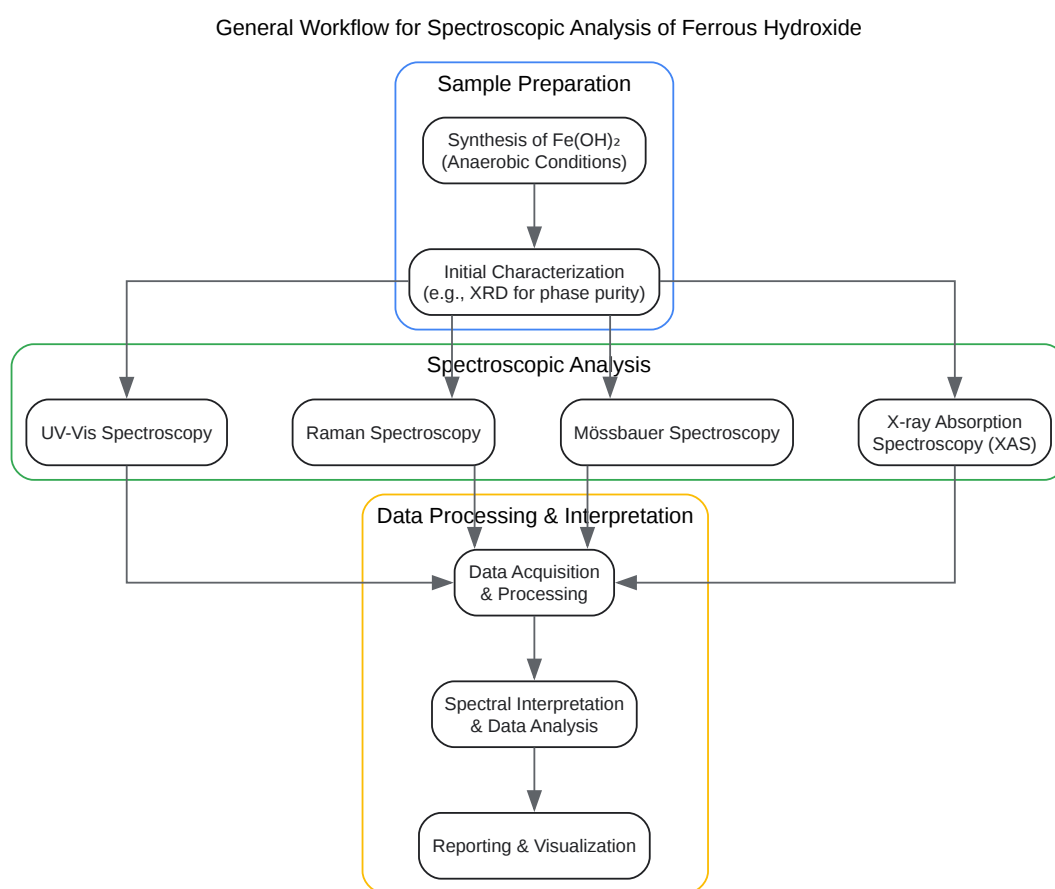 General Workflow for Spectroscopic Analysis of Ferrous Hydroxide
Sample Preparation
Synthesis of Fe(OH)₂
(Anaerobic Conditions)
Initial Characterization
(e.g., XRD for phase purity)
Spectroscopic Analysis
UV-Vis Spectroscopy
Raman Spectroscopy
Mössbauer Spectroscopy
X-ray Absorption
Spectroscopy (XAS)
Data Processing & Interpretation
Data Acquisition
& Processing
Spectral Interpretation
& Data Analysis
Reporting & Visualization